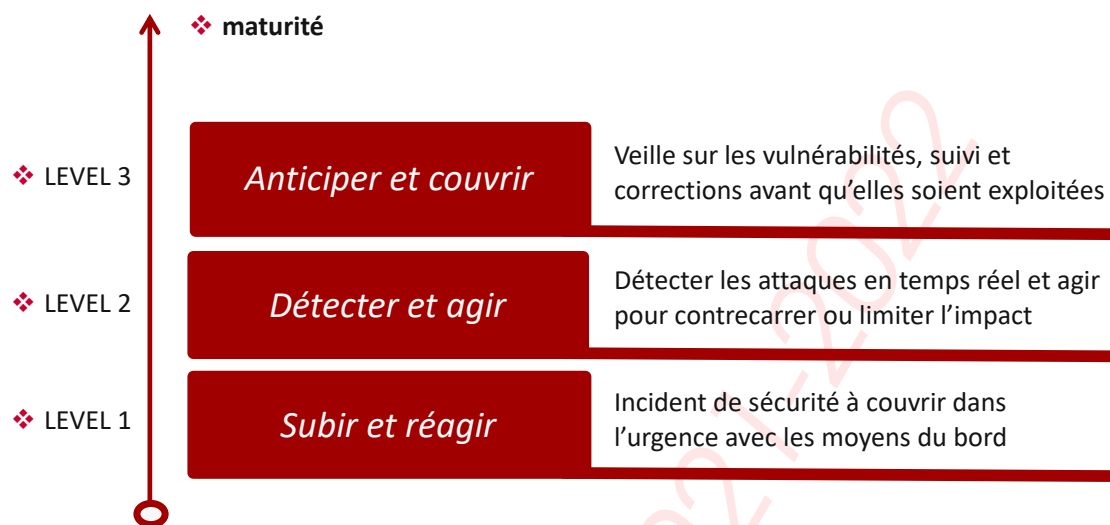 ❖ maturité
❖ LEVEL 3
Anticiper et couvrir
Veille sur les vulnérabilités, suivi et
corrections avant qu’elles soient exploitées
❖ LEVEL 2
Détecter et agir
Détecter les attaques en temps réel et agir
pour contrecarrer ou limiter l’impact
❖ LEVEL 1
Subir et réagir
Incident de sécurité à couvrir dans
l’urgence avec les moyens du bord
21-2022